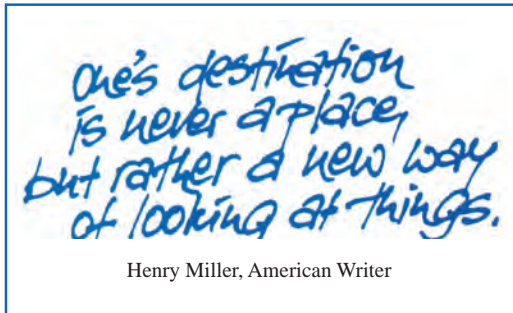 One's destination
is never a place,
but rather a new way
of looking at things.
Henry Miller, American Writer